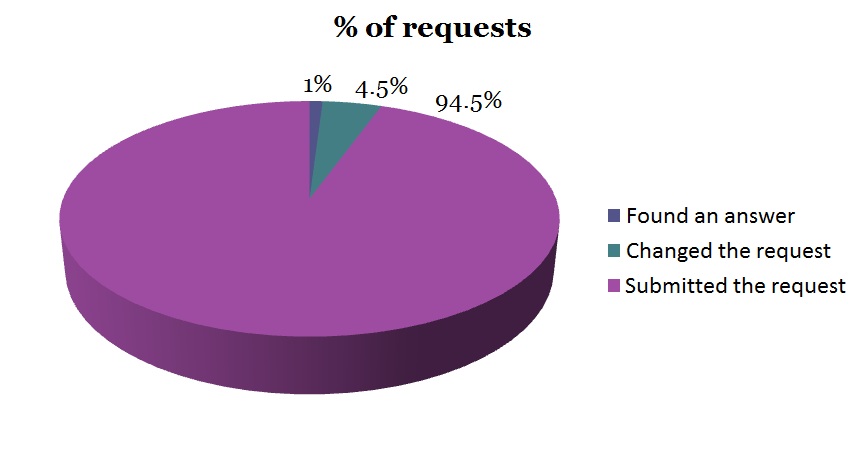 % of requests
1%
4.5%
94.5%
Found an answer
Changed the request
Submitted the request